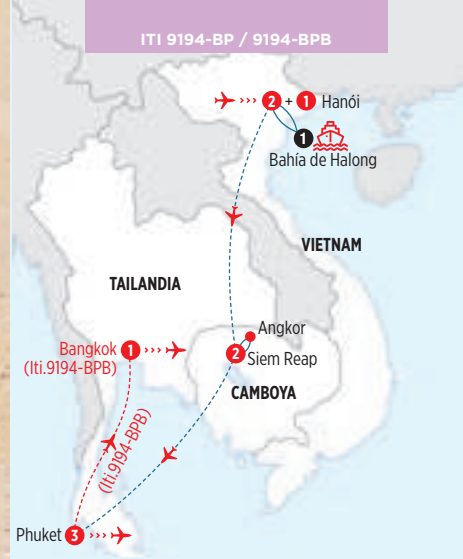 ITI 9194-BP / 9194-BPB
2 + 1 Hanói
1
Bahía de Halong
VIETNAM
TAILANDIA
Angkor
Bangkok 1
(Iti.9194-BPB)
2 Siem Reap
CAMBOYA
(Iti.9194-BPB)
Phuket 3